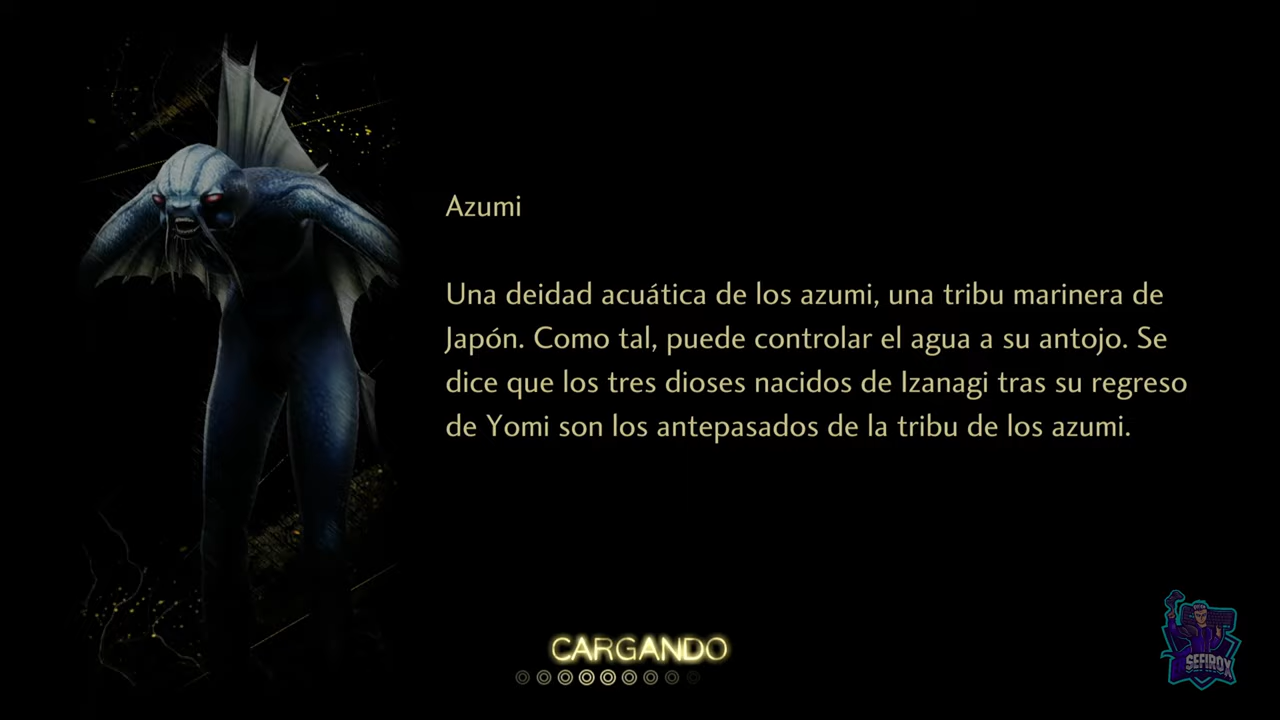 Azumi
Una deidad acuática de los azumi, una tribu marinera de
Japón. Como tal, puede controlar el agua a su antojo. Se
dice que los tres dioses nacidos de Izanagi tras su regreso
de Yomi son los antepasados de la tribu de los azumi.
CARGANDO
SEFIROX